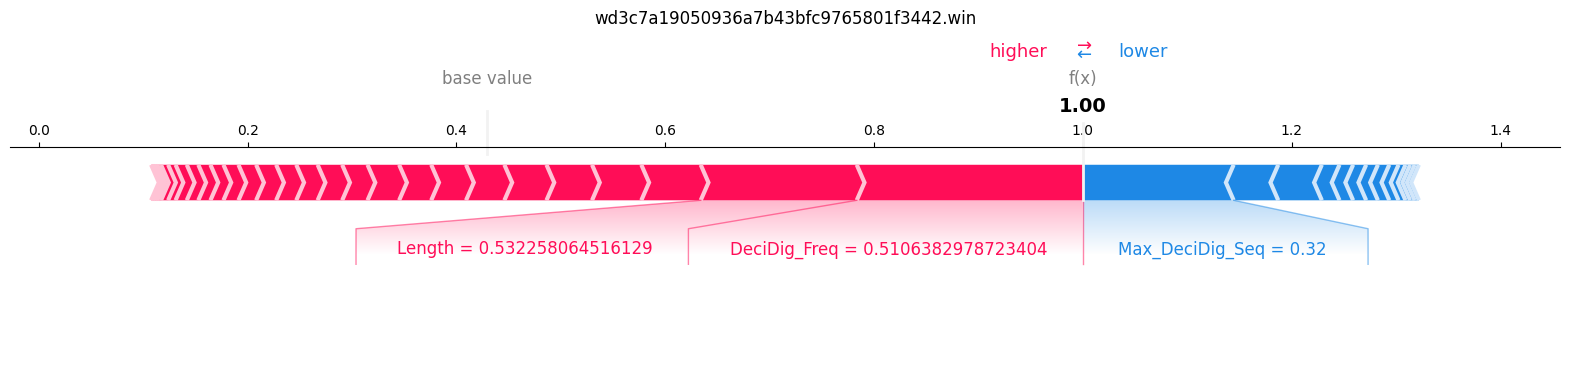 wd3c7a19050936a7b43bfc9765801f3442.win
higher → ← lower
base value f(x)
1.00
0.0 0.2 0.4 0.6 0.8 1.0 1.2 1.4
Length = 0.532258064516129 DeciDig_Freq = 0.5106382978723404 Max_DeciDig_Seq = 0.32